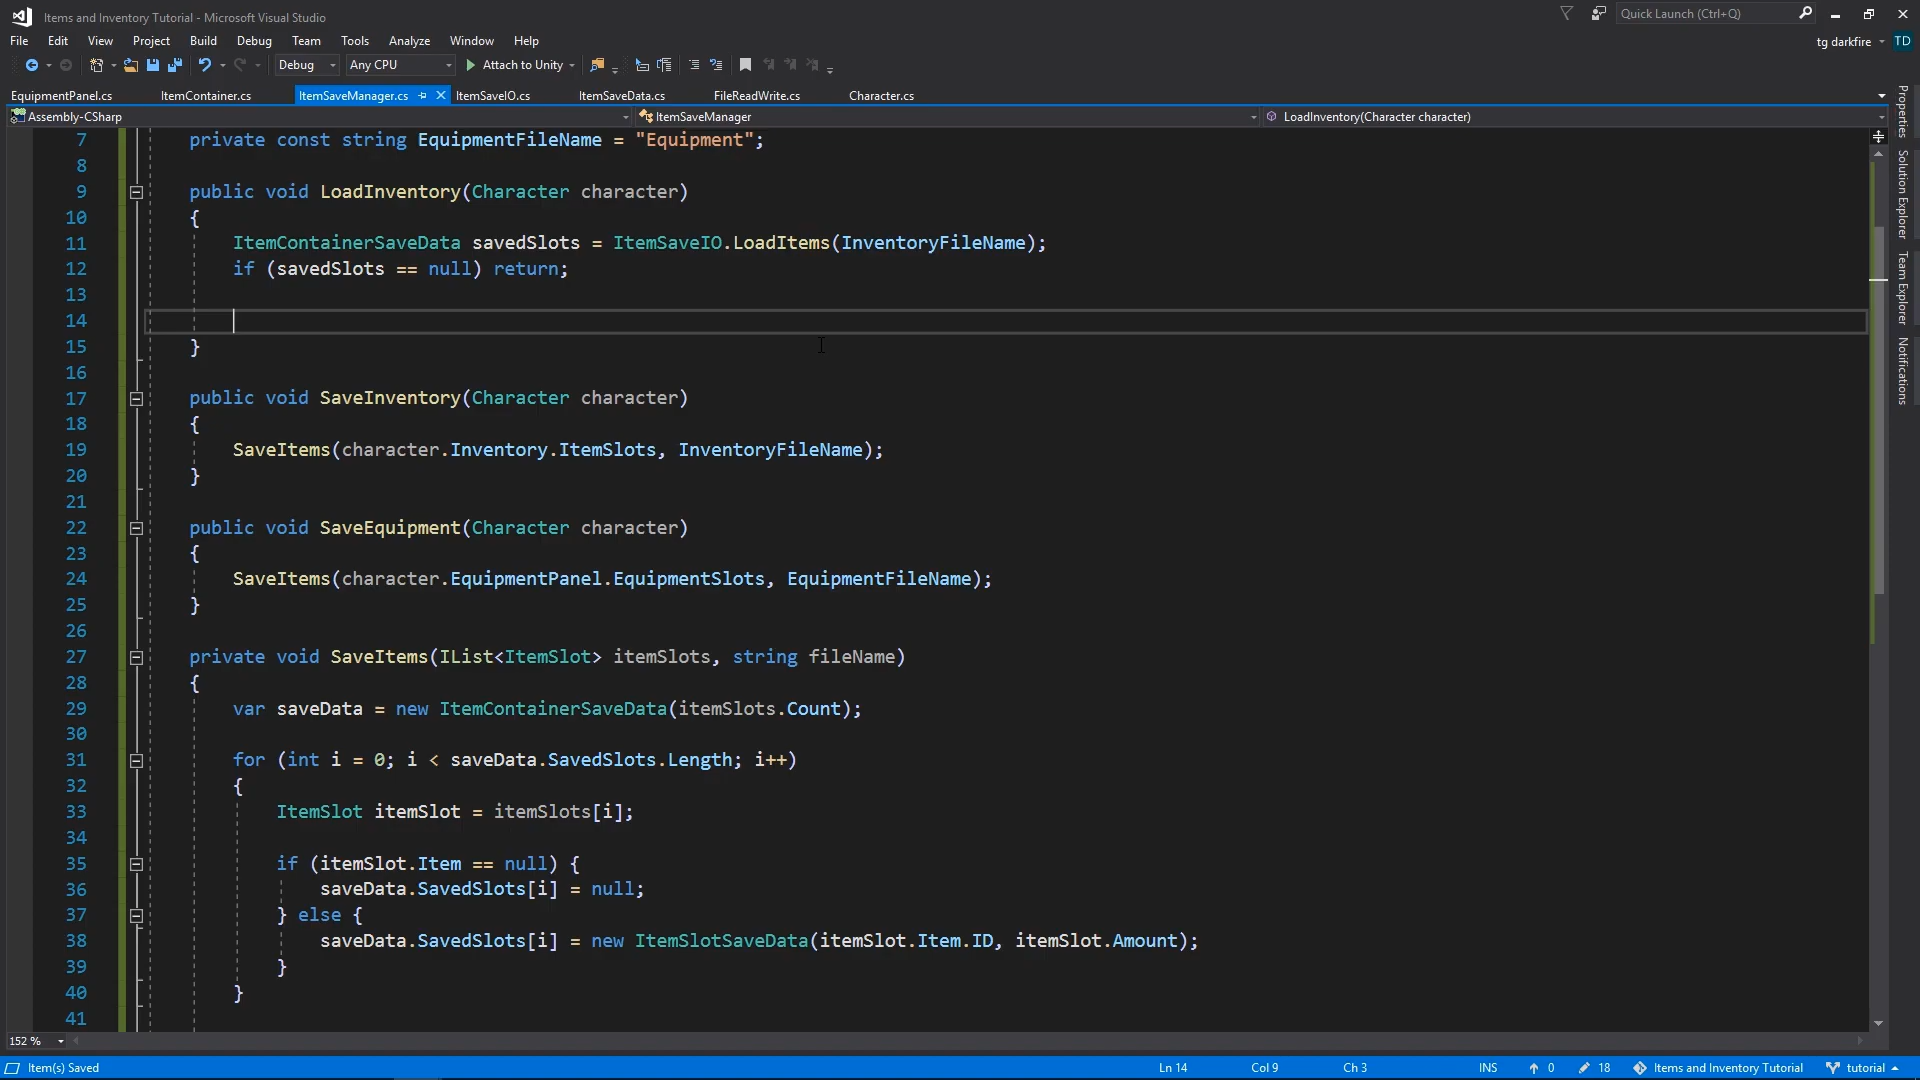 Items and Inventory Tutorial - Microsoft Visual Studio
Quick Launch (Ctrl+Q)
File Edit View Project Build Debug Team Tools Analyze Window Help
tg darkfire TD
Debug Any CPU Attach to Unity
EquipmentPanel.cs ItemContainer.cs ItemSaveManager.cs ItemSaveIO.cs ItemSaveData.cs FileReadWrite.cs Character.cs
Assembly-CSharp ItemSaveManager LoadInventory(Character character)
7 private const string EquipmentFileName = "Equipment";
8
9 public void LoadInventory(Character character)
10 {
11 ItemContainerSaveData savedSlots = ItemSaveIO.LoadItems(InventoryFileName);
12 if (savedSlots == null) return;
13
14
15 }
16
17 public void SaveInventory(Character character)
18 {
19 SaveItems(character.Inventory.ItemSlots, InventoryFileName);
20 }
21
22 public void SaveEquipment(Character character)
23 {
24 SaveItems(character.EquipmentPanel.EquipmentSlots, EquipmentFileName);
25 }
26
27 private void SaveItems(IList<ItemSlot> itemSlots, string fileName)
28 {
29 var saveData = new ItemContainerSaveData(itemSlots.Count);
30
31 for (int i = 0; i < saveData.SavedSlots.Length; i++)
32 {
33 ItemSlot itemSlot = itemSlots[i];
34
35 if (itemSlot.Item == null) {
36 saveData.SavedSlots[i] = null;
37 } else {
38 saveData.SavedSlots[i] = new ItemSlotSaveData(itemSlot.Item.ID, itemSlot.Amount);
39 }
40 }
41
Properties
Solution Explorer
Team Explorer
Notifications
152 %
Item(s) Saved Ln 14 Col 9 Ch 3 INS 0 18 Items and Inventory Tutorial tutorial